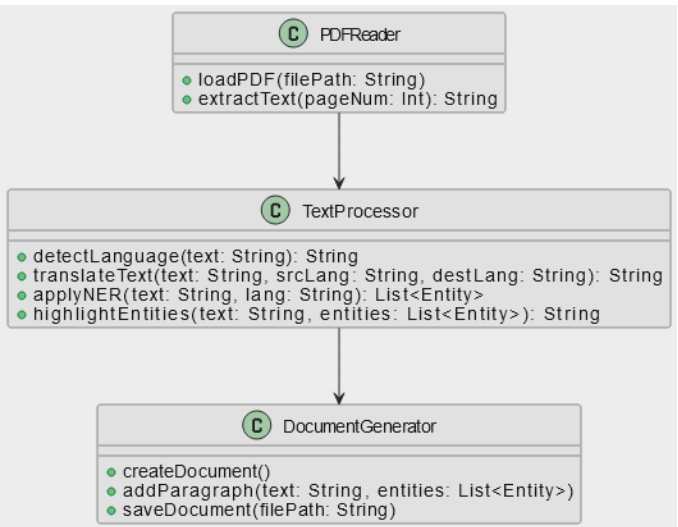 C PDFReader
loadPDF(filePath: String)
extractText(pageNum: Int): String
C TextProcessor
detectLanguage(text: String): String
translateText(text: String, srcLang: String, destLang: String): String
applyNER(text: String, lang: String): List<Entity>
highlightEntities(text: String, entities: List<Entity>): String
C DocumentGenerator
createDocument()
addParagraph(text: String, entities: List<Entity>)
saveDocument(filePath: String)